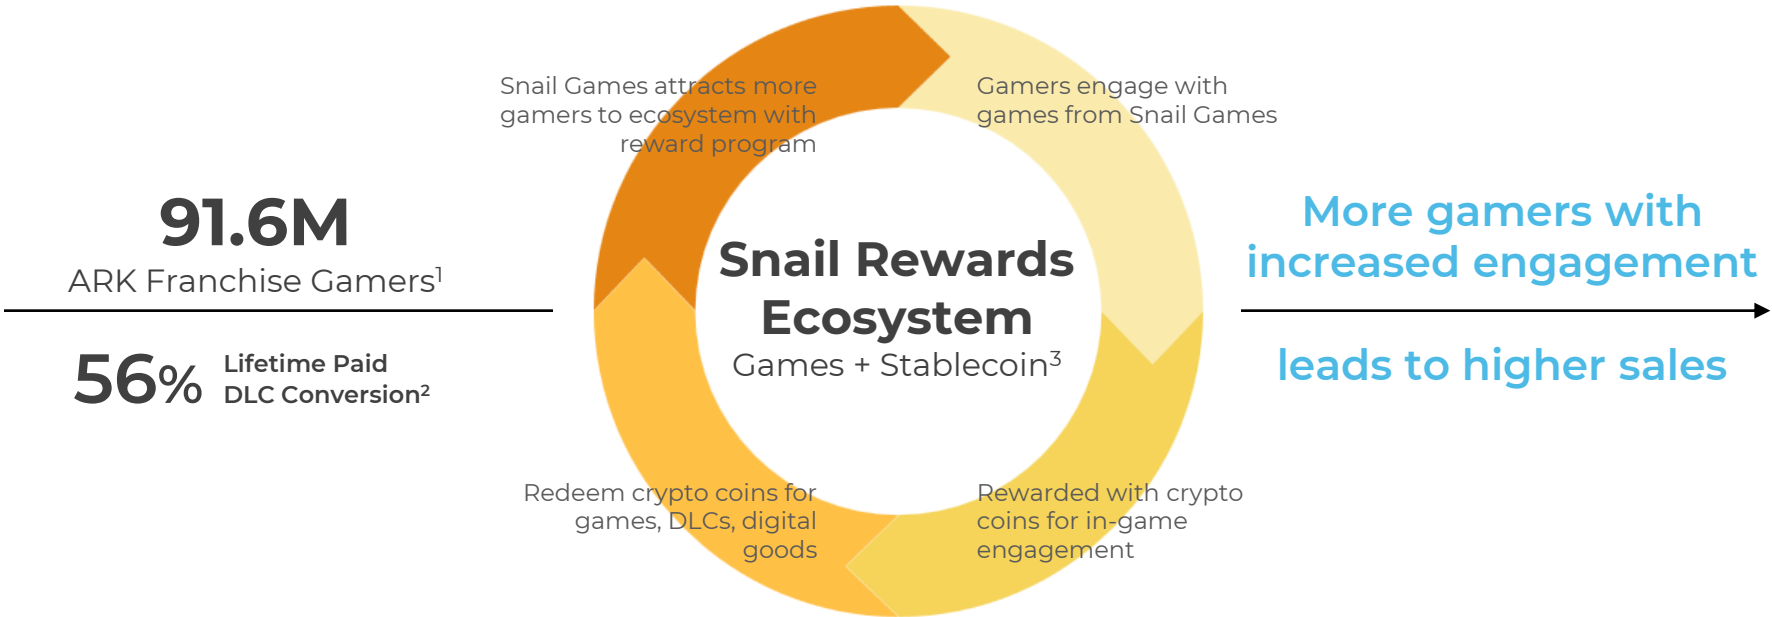 91.6M
ARK Franchise Gamers¹
56%
Lifetime Paid
DLC Conversion²
Snail Games attracts more
gamers to ecosystem with
reward program
Gamers engage with
games from Snail Games
Snail Rewards
Ecosystem
Games + Stablecoin³
Redeem crypto coins for
games, DLCs, digital
goods
Rewarded with crypto
coins for in-game
engagement
More gamers with
increased engagement
leads to higher sales